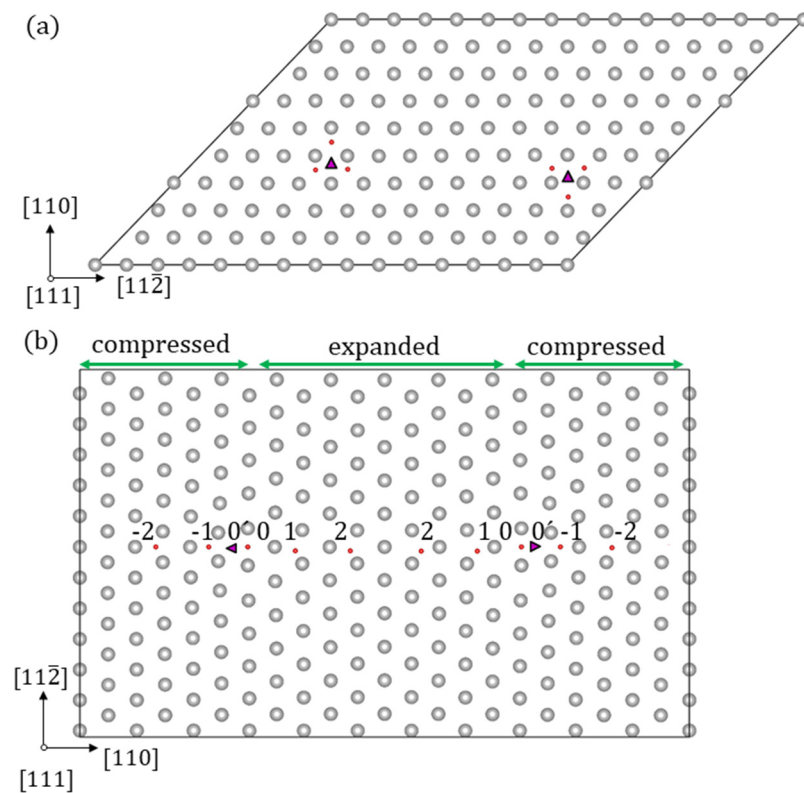 (a)
[110]
[111]
[112̅]
(b)
compressed expanded compressed
-2 -1 0´ 0 1 2 2 1 0 0´ -1 -2
[112̅]
[110]
[111]